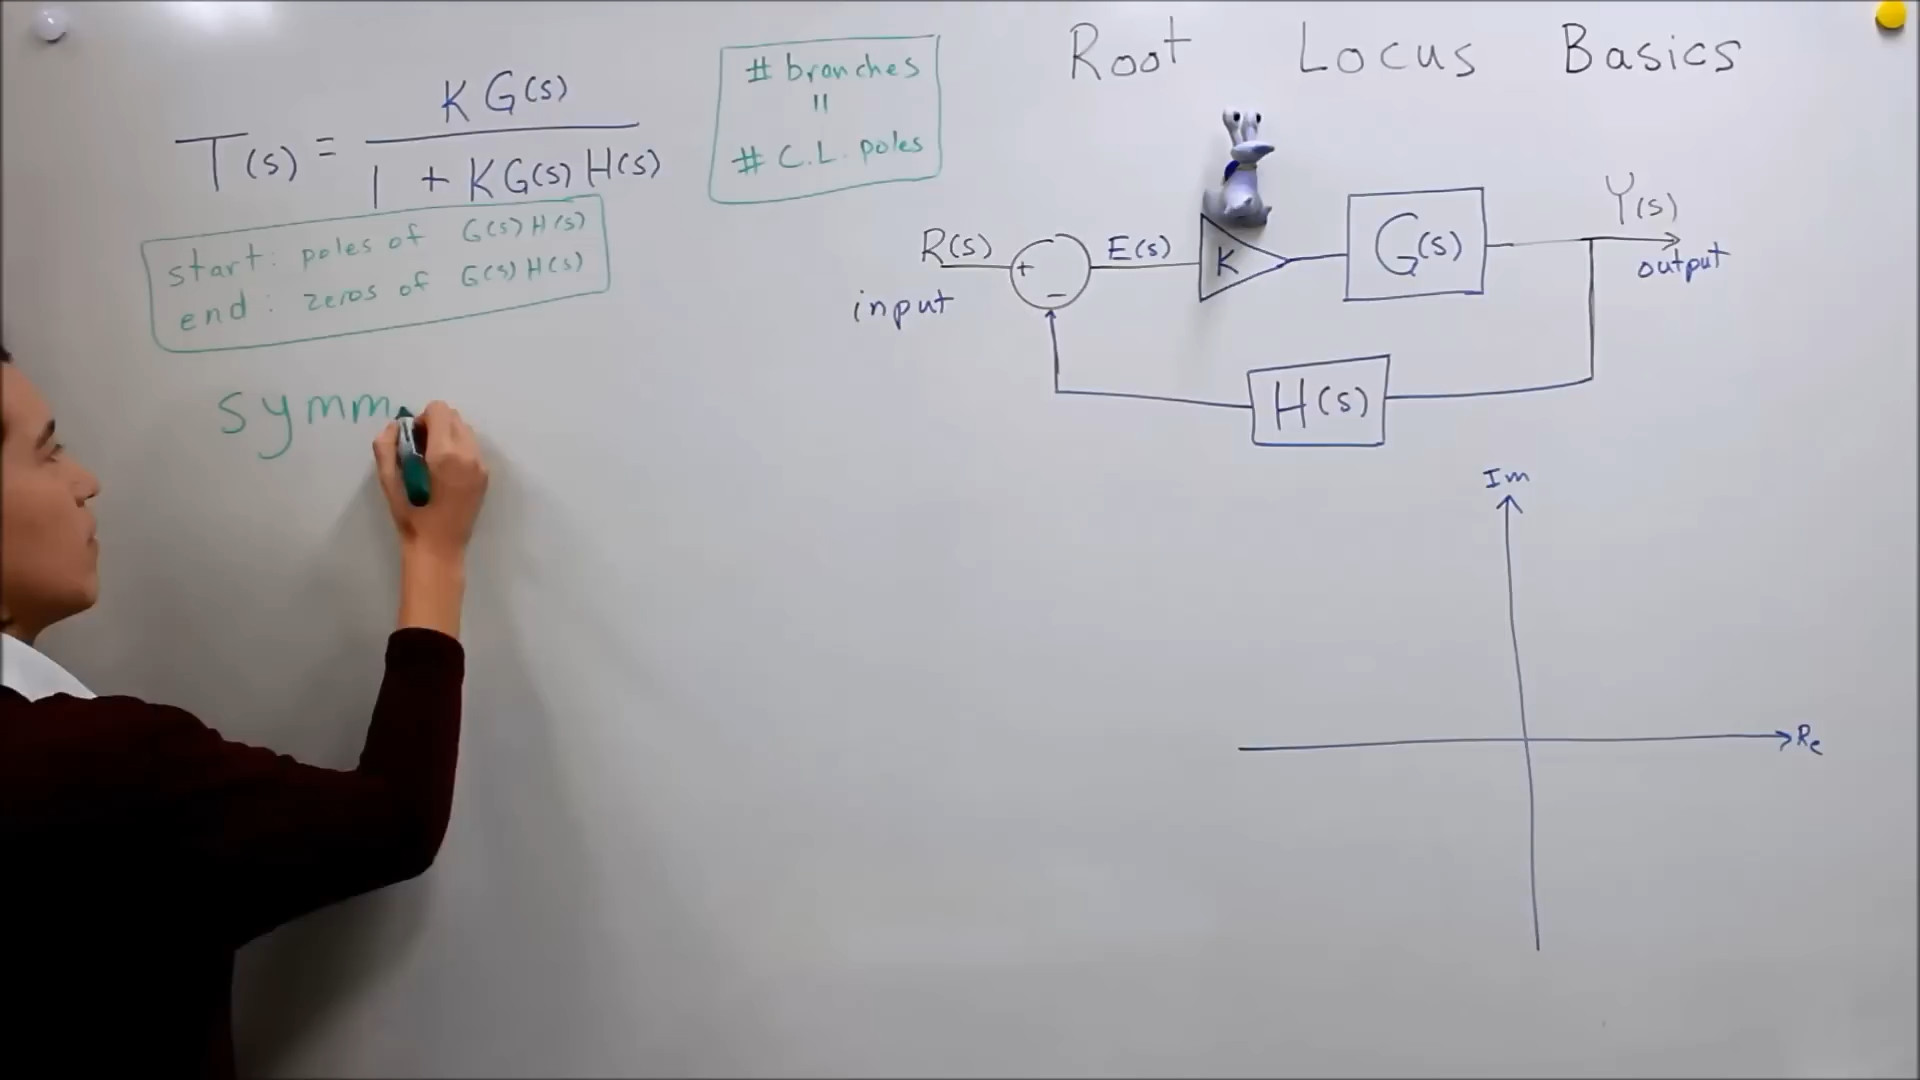 Root Locus Basics
T(s) = KG(s) / 1 + KG(s)H(s)
# branches
=
# C.L. poles
start: poles of G(s)H(s)
end: zeros of G(s)H(s)
symm
R(s)
input
+
−
E(s)
K
G(s)
Y(s)
output
H(s)
Im
Re